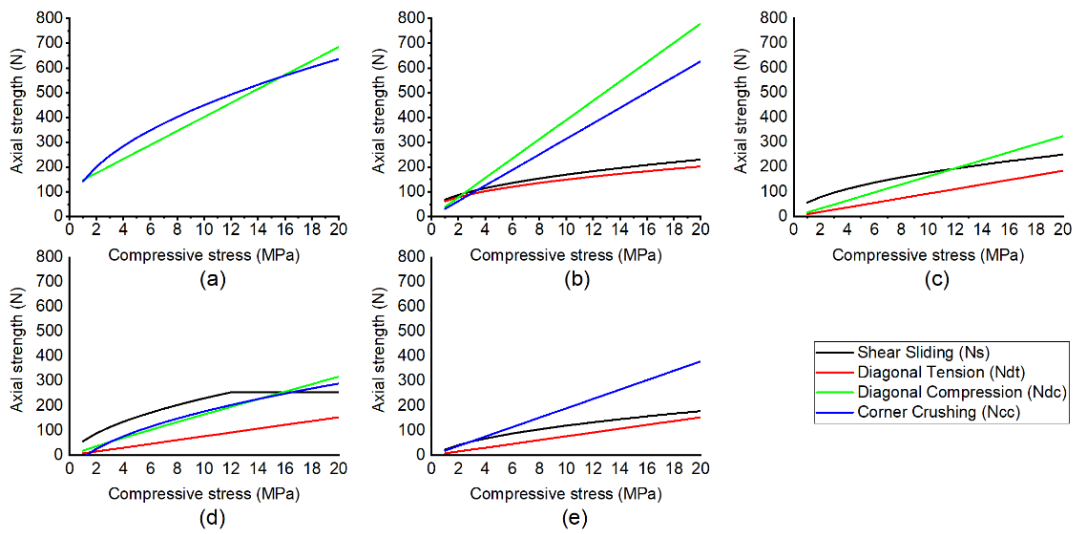 800
700
600
500
400
300
200
100
0
Axial strength (N)
0 2 4 6 8 10 12 14 16 18 20
Compressive stress (MPa)
(a)
800
700
600
500
400
300
200
100
0
Axial strength (N)
0 2 4 6 8 10 12 14 16 18 20
Compressive stress (MPa)
(b)
800
700
600
500
400
300
200
100
0
Axial strength (N)
0 2 4 6 8 10 12 14 16 18 20
Compressive stress (MPa)
(c)
800
700
600
500
400
300
200
100
0
Axial strength (N)
0 2 4 6 8 10 12 14 16 18 20
Compressive stress (MPa)
(d)
800
700
600
500
400
300
200
100
0
Axial strength (N)
0 2 4 6 8 10 12 14 16 18 20
Compressive stress (MPa)
(e)
Shear Sliding (Ns)
Diagonal Tension (Ndt)
Diagonal Compression (Ndc)
Corner Crushing (Ncc)